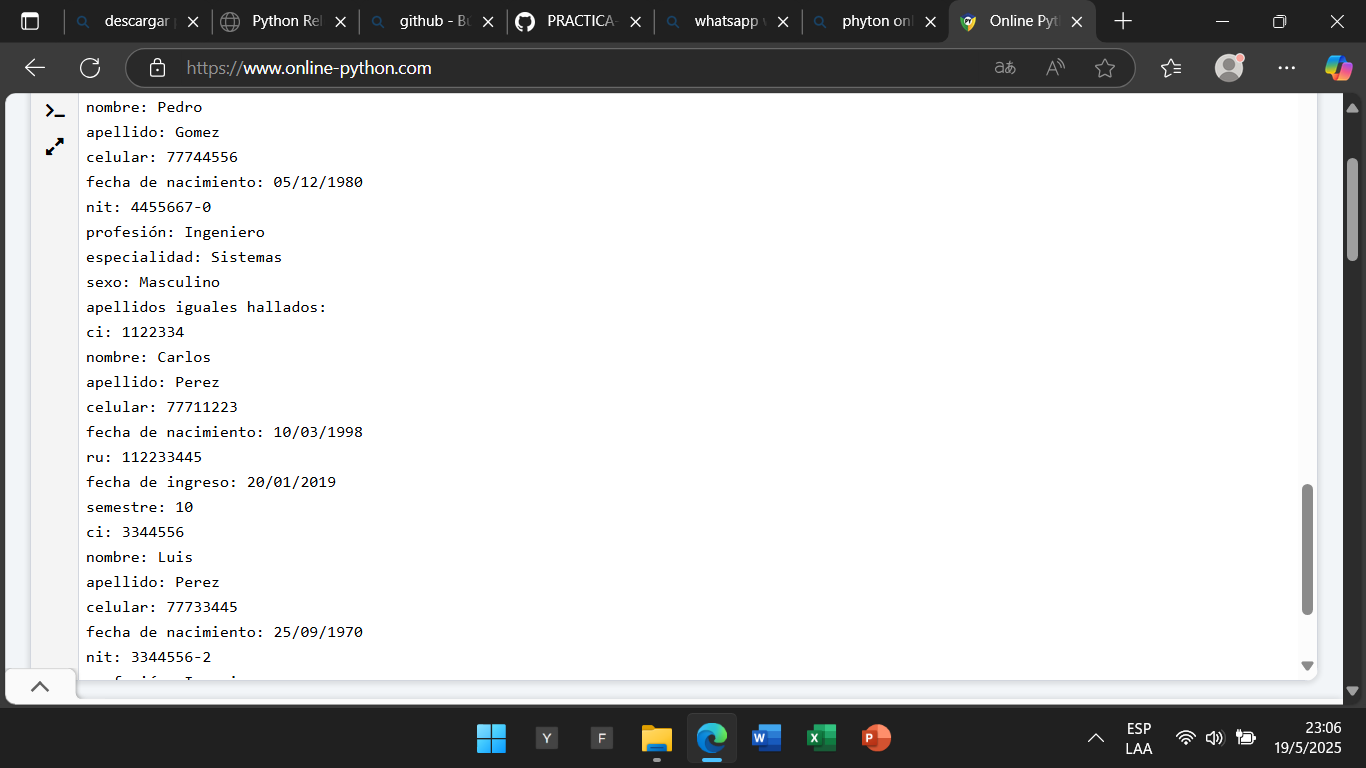 descargar
Python Rel
github - Bú
PRACTICA-
whatsapp
phyton onl
Online Pyt
https://www.online-python.com
nombre: Pedro
apellido: Gomez
celular: 77744556
fecha de nacimiento: 05/12/1980
nit: 4455667-0
profesión: Ingeniero
especialidad: Sistemas
sexo: Masculino
apellidos iguales hallados:
ci: 1122334
nombre: Carlos
apellido: Perez
celular: 77711223
fecha de nacimiento: 10/03/1998
ru: 112233445
fecha de ingreso: 20/01/2019
semestre: 10
ci: 3344556
nombre: Luis
apellido: Perez
celular: 77733445
fecha de nacimiento: 25/09/1970
nit: 3344556-2
Y
F
ESP
LAA
23:06
19/5/2025